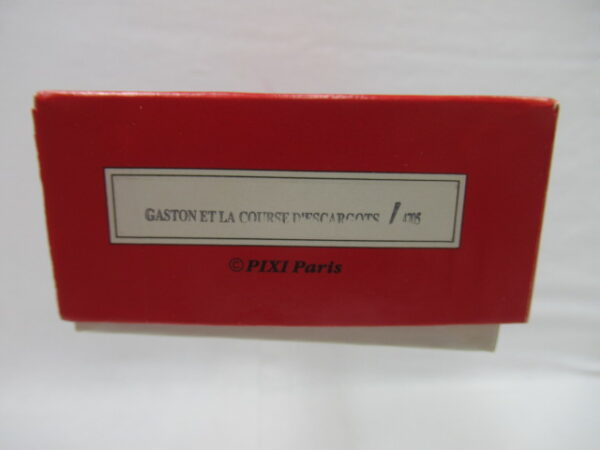 GASTON ET LA COURSE D'ESCARGOTS / 4705
© PIXI Paris